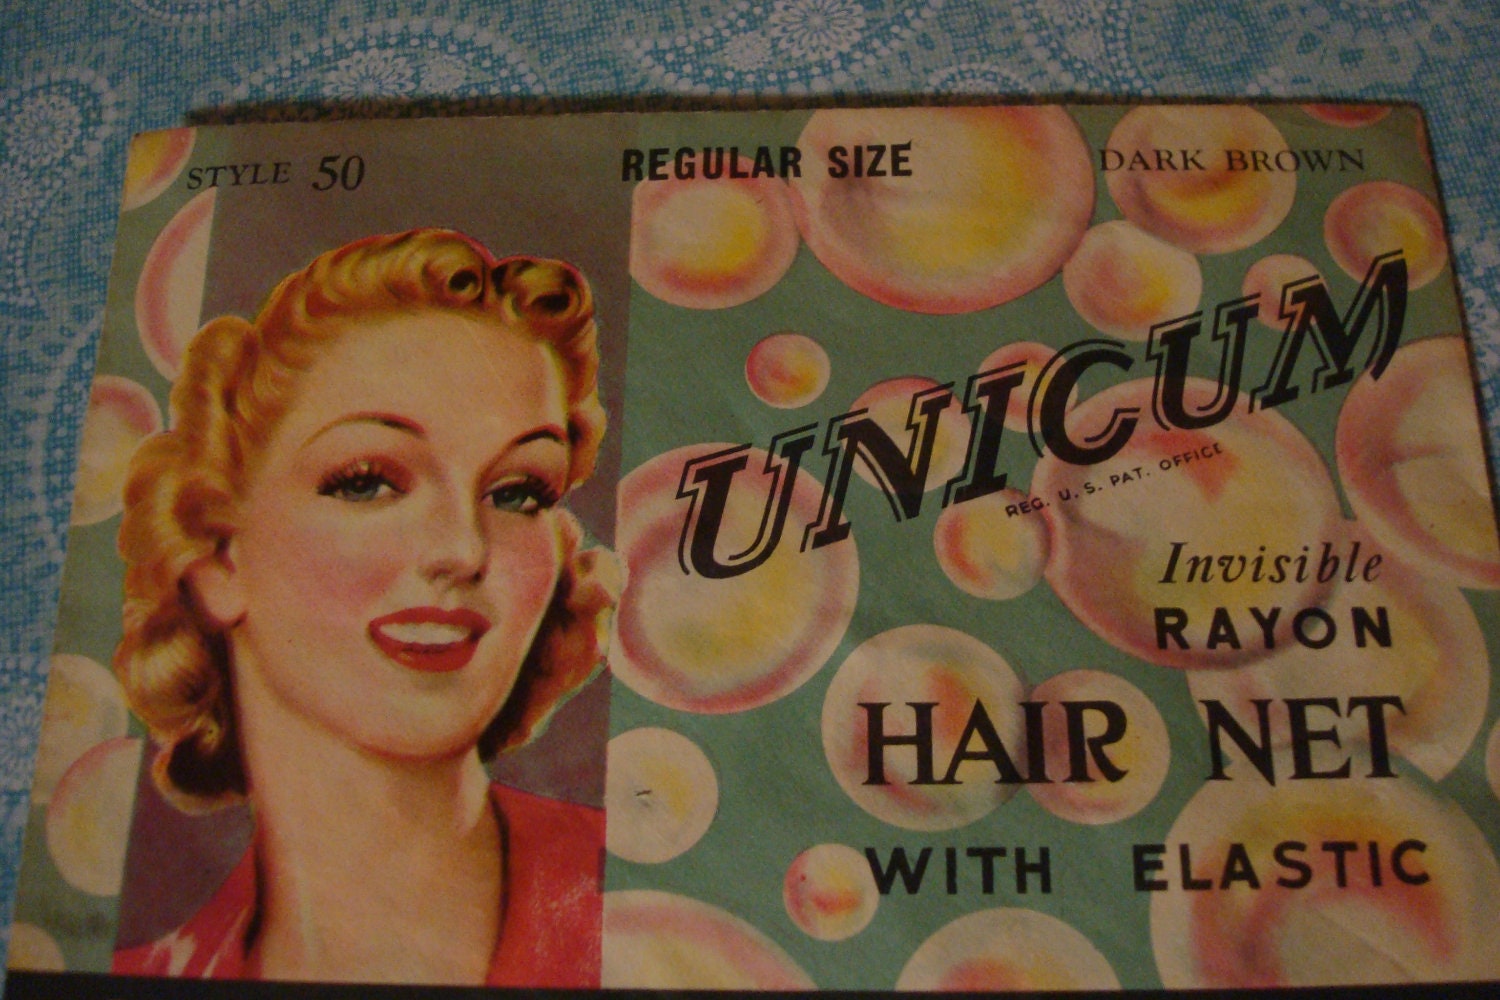 STYLE 50 REGULAR SIZE DARK BROWN
UNICUM
REG. U. S. PAT. OFFICE
Invisible
RAYON
HAIR NET
WITH ELASTIC